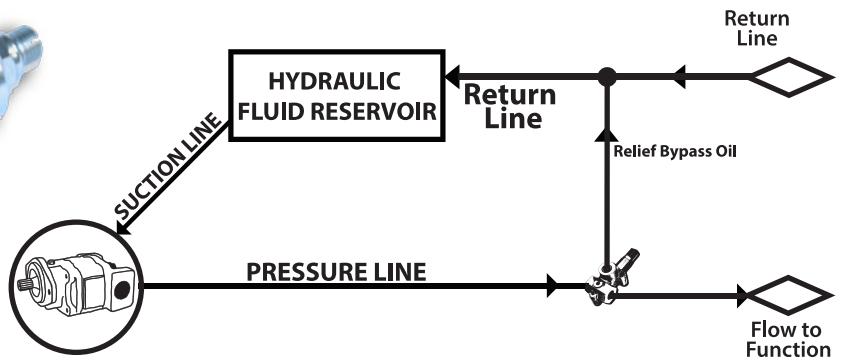 Return
Line
HYDRAULIC
FLUID RESERVOIR
Return
Line
SUCTION LINE
Relief Bypass Oil
PRESSURE LINE
Flow to
Function